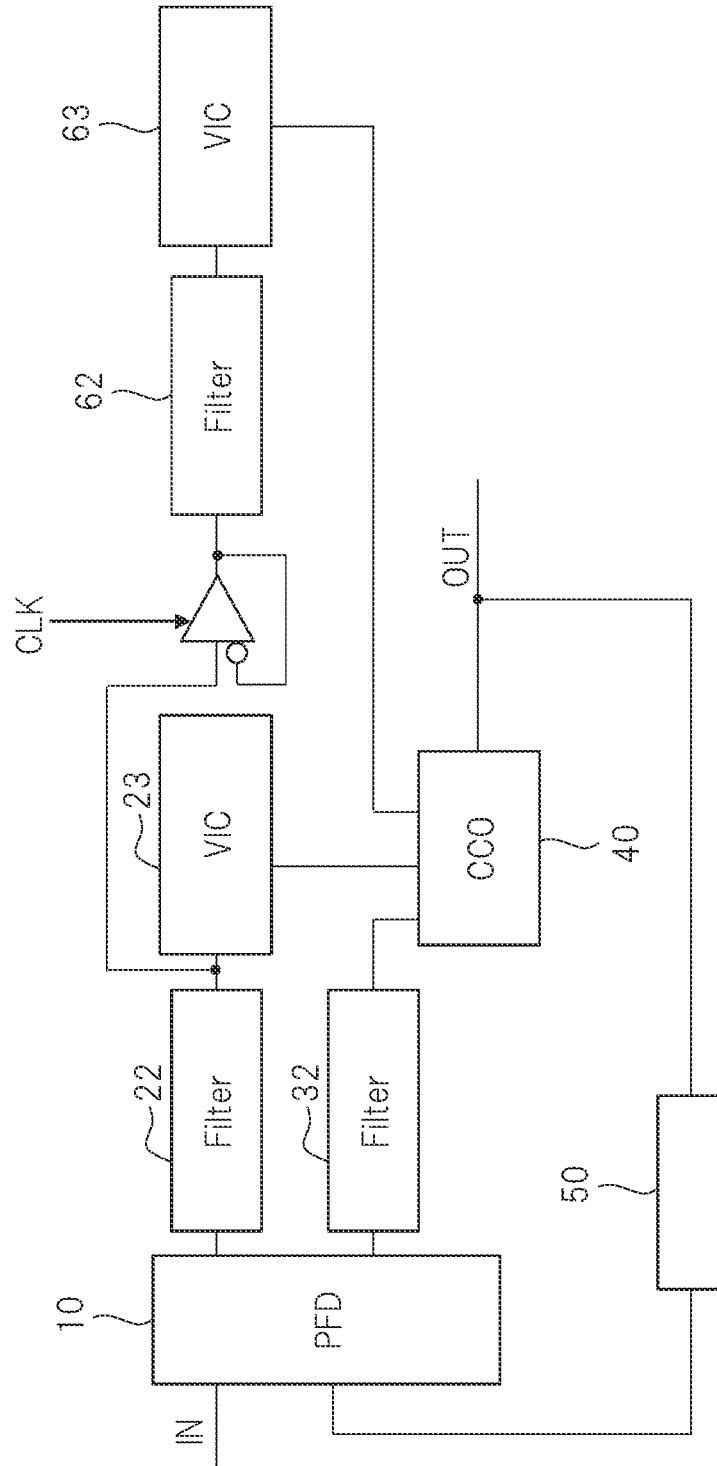 IN
10
PFD
22
Filter
32
Filter
23
VIC
CLK
62
Filter
63
VIC
CCO
40
OUT
50